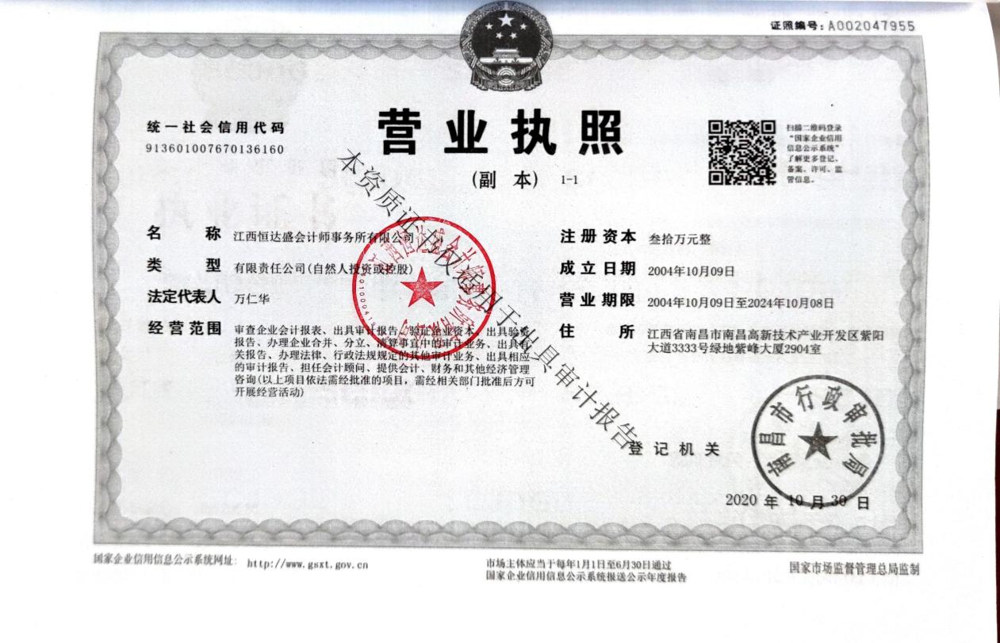 证照编号:A002047955
统一社会信用代码
913601007670136160
营业执照
(副 本) 1-1
扫描二维码登录
“国家企业信用
信息公示系统”
了解更多登记、
备案、许可、监
管信息。
名 称 江西恒达盛会计师事务所有限公司
类 型 有限责任公司(自然人投资或控股)
法定代表人 万仁华
经营范围 审查企业会计报表、出具审计报告、验证企业资本、出具验资
报告、办理企业合并、分立、清算事宜中的审计业务、出具有
关报告、办理法律、行政法规规定的其他审计业务、出具相应
的审计报告、担任会计顾问、提供会计、财务和其他经济管理
咨询(以上项目依法需经批准的项目，需经相关部门批准后方可
开展经营活动)
注册资本 叁拾万元整
成立日期 2004年10月09日
营业期限 2004年10月09日至2024年10月08日
住 所 江西省南昌市南昌高新技术产业开发区紫阳
大道3333号绿地紫峰大厦2904室
本资质证书仅适用于出具审计报告
登记机关
南昌市行政审批局
2020 年 10 月 30 日
国家企业信用信息公示系统网址: http://www.gsxt.gov.cn
市场主体应当于每年1月1日至6月30日通过
国家企业信用信息公示系统报送公示年度报告
国家市场监督管理总局监制